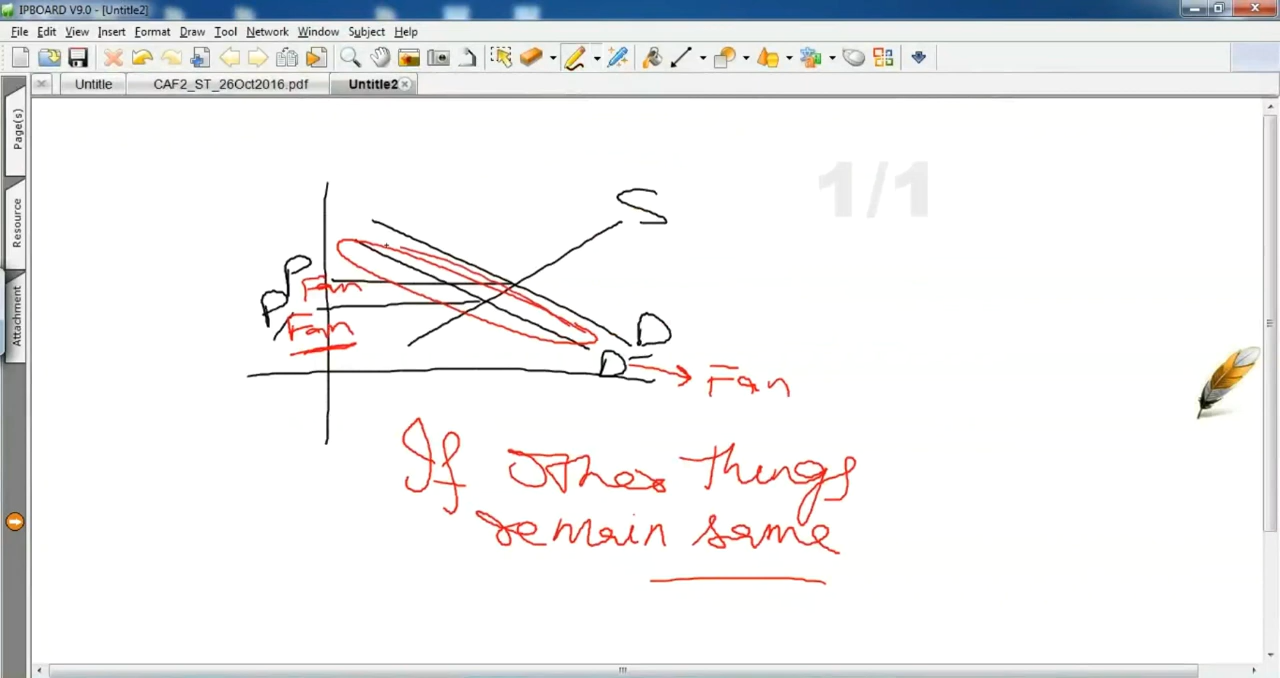 IPBOARD V9.0 - [Untitle2]
File Edit View Insert Format Draw Tool Network Window Subject Help
Untitle CAF2_ST_26Oct2016.pdf Untitle2
Page(s)
Resource
Attachment
1/1
S
P
Fan
P
Fan
D
D
Fan
If other things
remain same